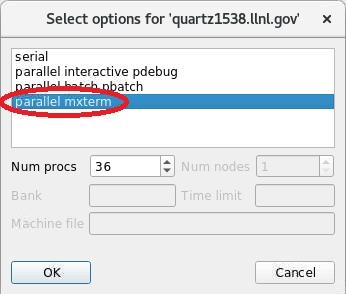 Select options for 'quartz1538.llnl.gov'
serial
parallel interactive pdebug
parallel batch pbatch
parallel mxterm
Num procs 36 Num nodes 1
Bank Time limit
Machine file
OK Cancel